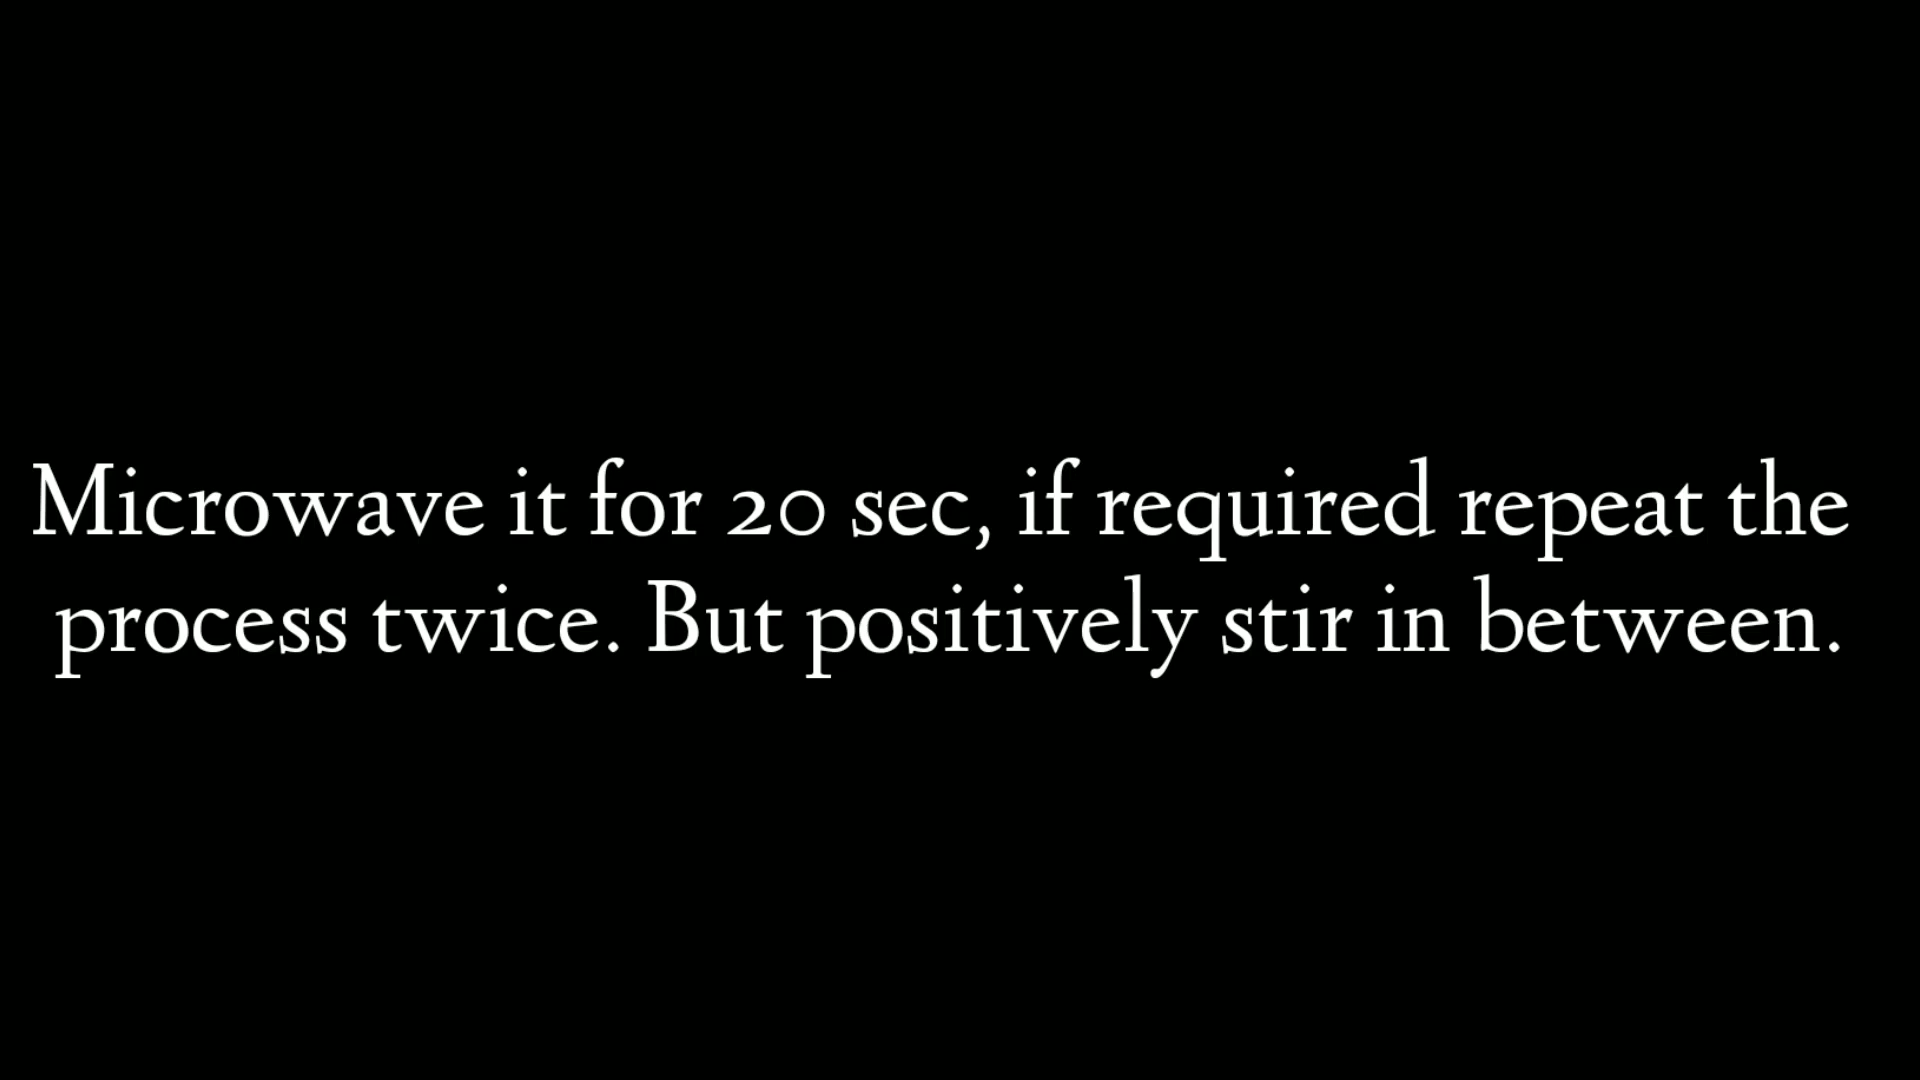 Microwave it for 20 sec, if required repeat the
process twice. But positively stir in between.